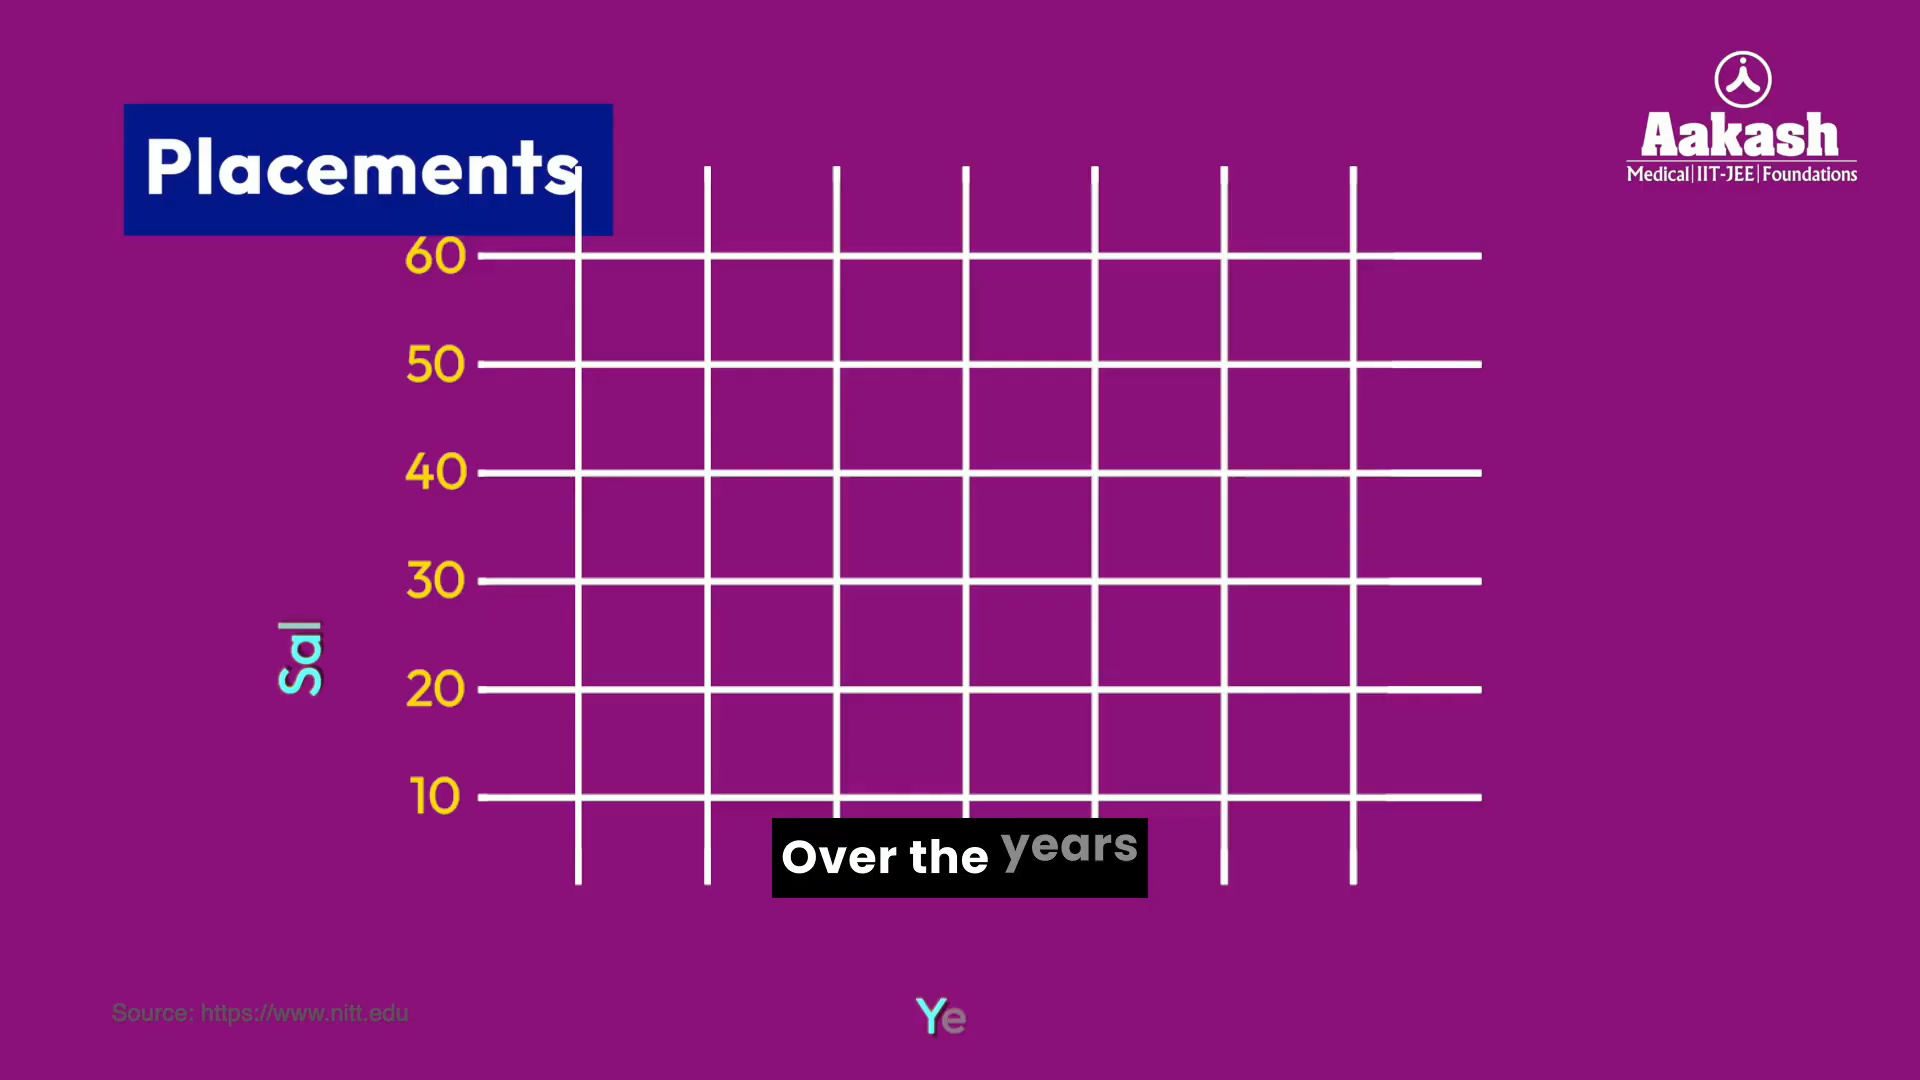 Placements
Aakash
Medical|IIT-JEE|Foundations
60
50
40
30
20
10
Sal
Over the years
Ye
Source: https://www.nitt.edu